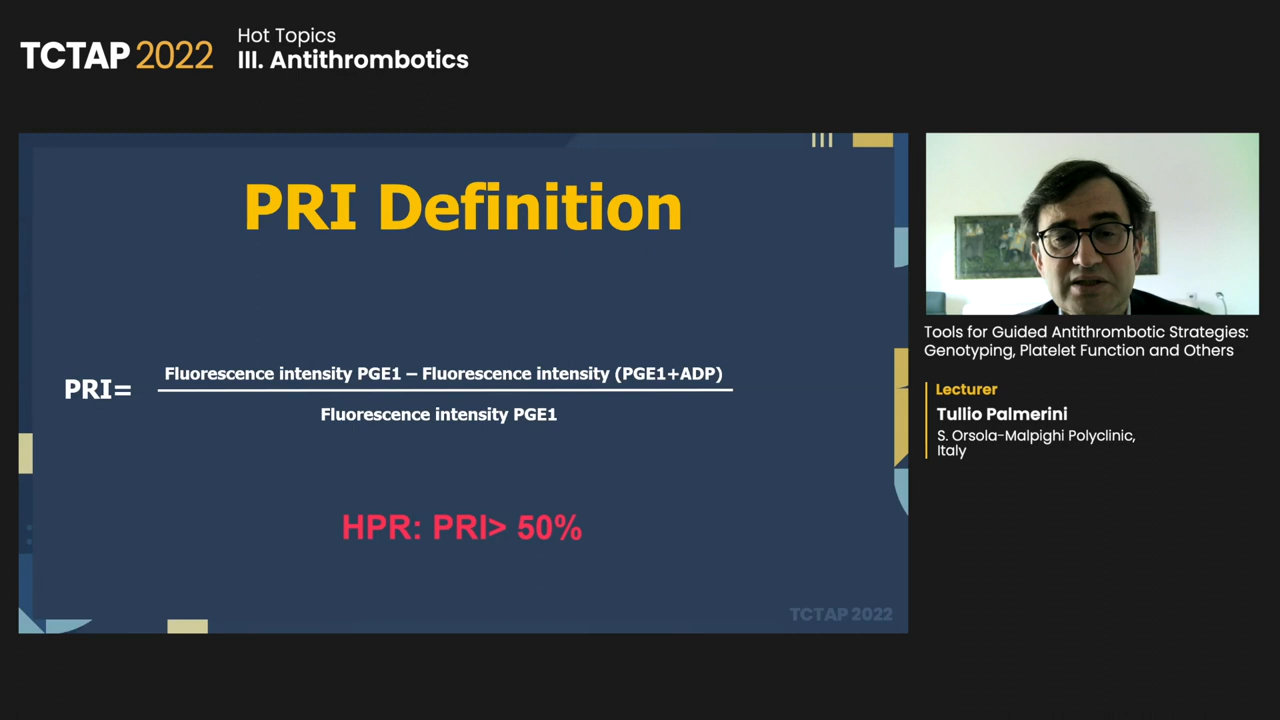 TCTAP 2022
Hot Topics
III. Antithrombotics
PRI Definition
PRI=
Fluorescence intensity PGE1 – Fluorescence intensity (PGE1+ADP)
Fluorescence intensity PGE1
HPR: PRI> 50%
TCTAP 2022
Tools for Guided Antithrombotic Strategies:
Genotyping, Platelet Function and Others
Lecturer
Tullio Palmerini
S. Orsola-Malpighi Polyclinic,
Italy